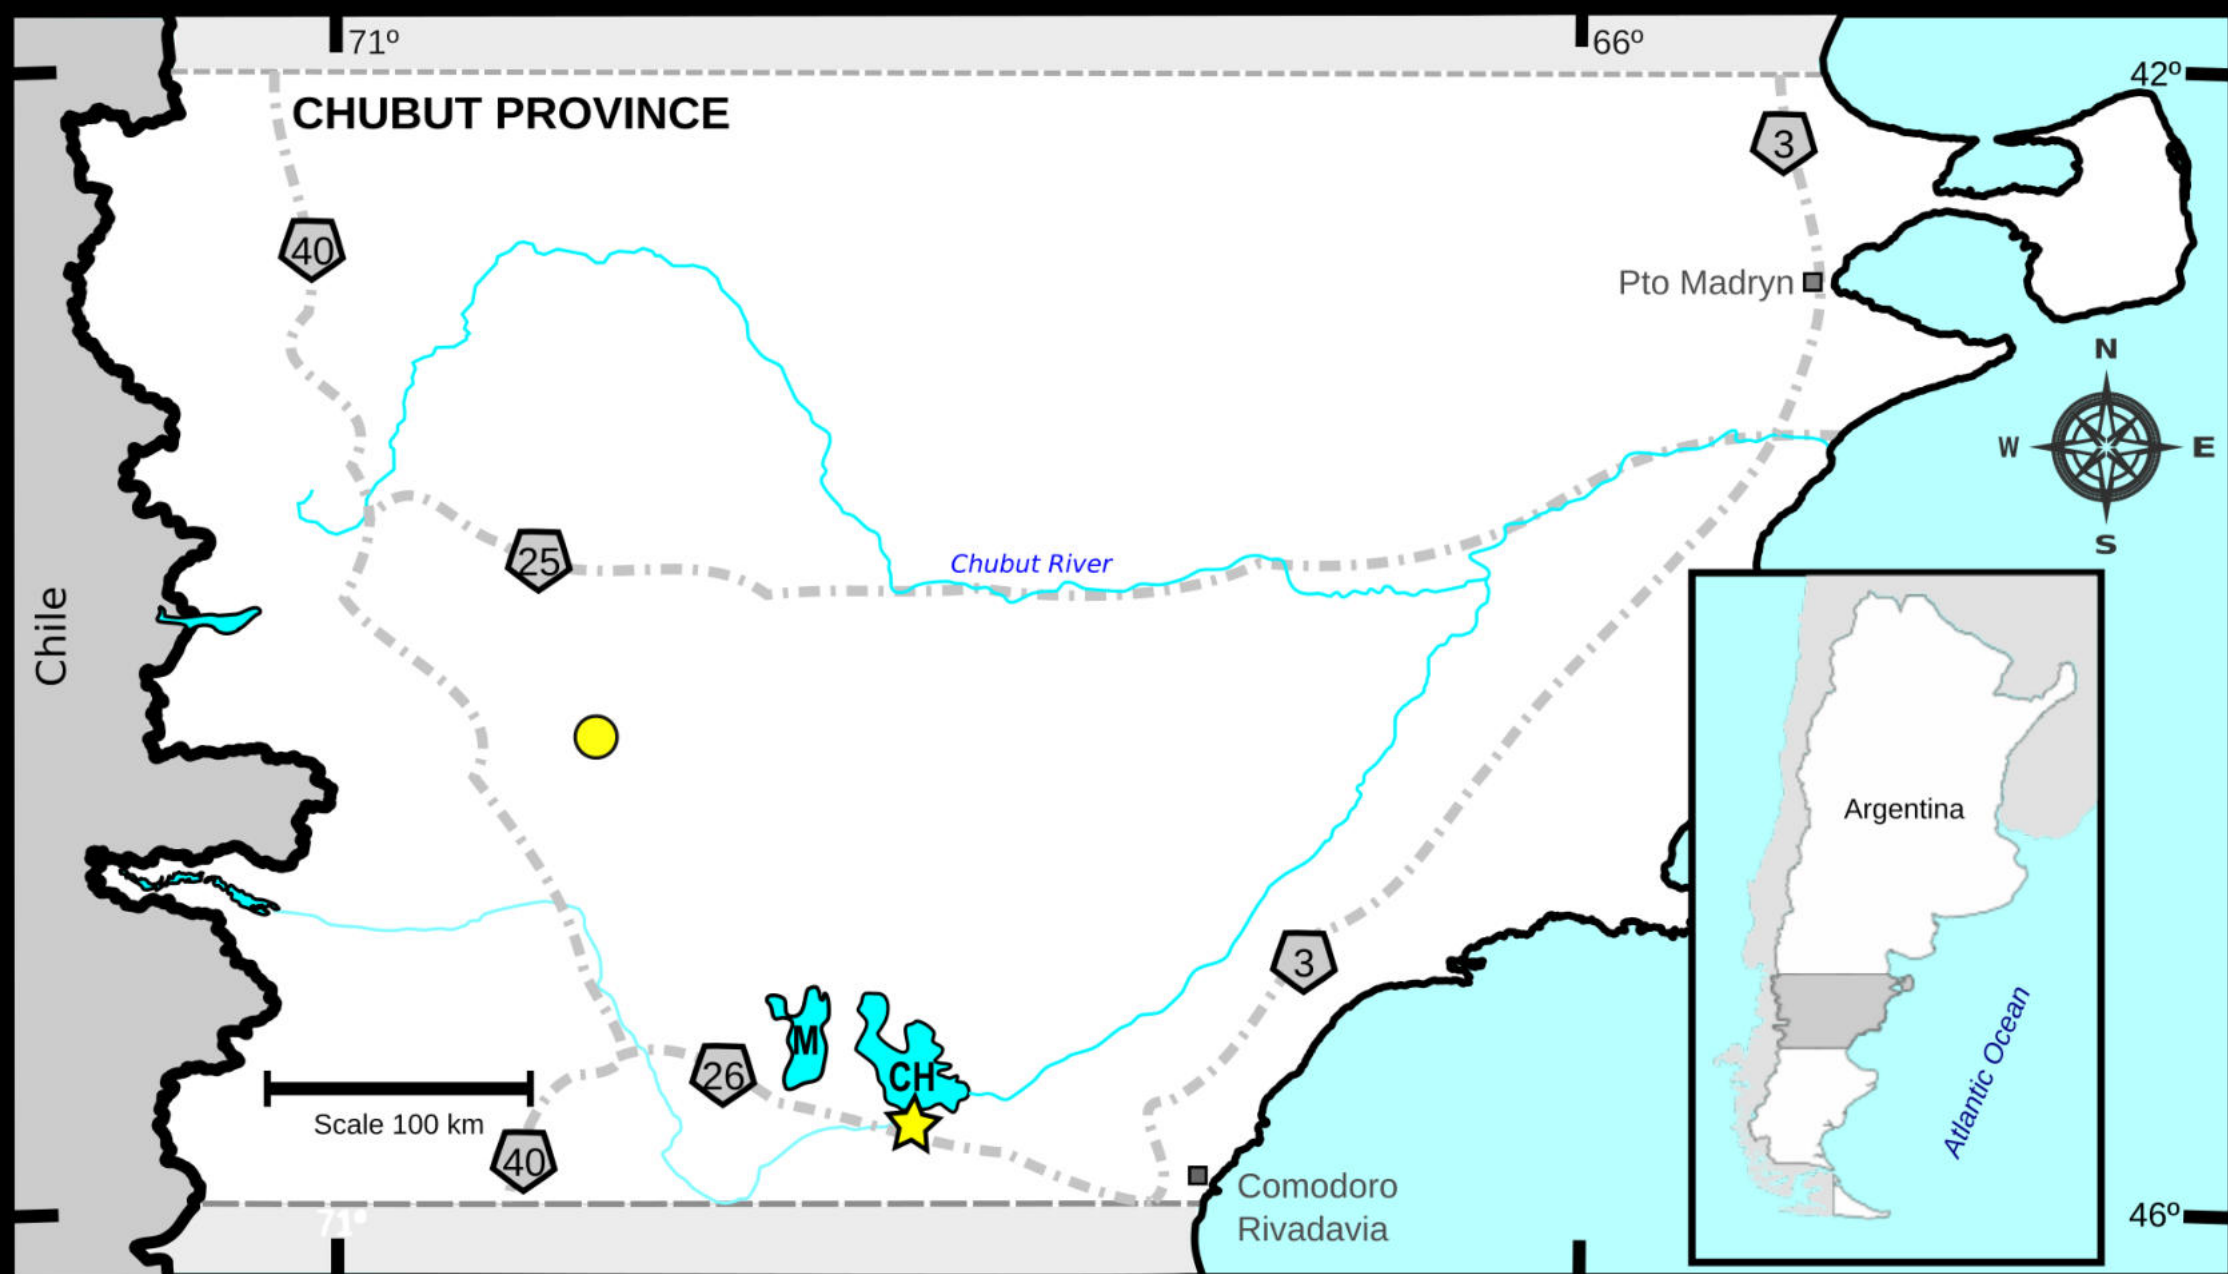 71º
66º
42º
CHUBUT PROVINCE
3
40
Pto Madryn
N
W
E
S
25
Chubut River
Chile
Argentina
3
M
CH
26
Scale 100 km
40
Atlantic Ocean
Comodoro
Rivadavia
71º
46º